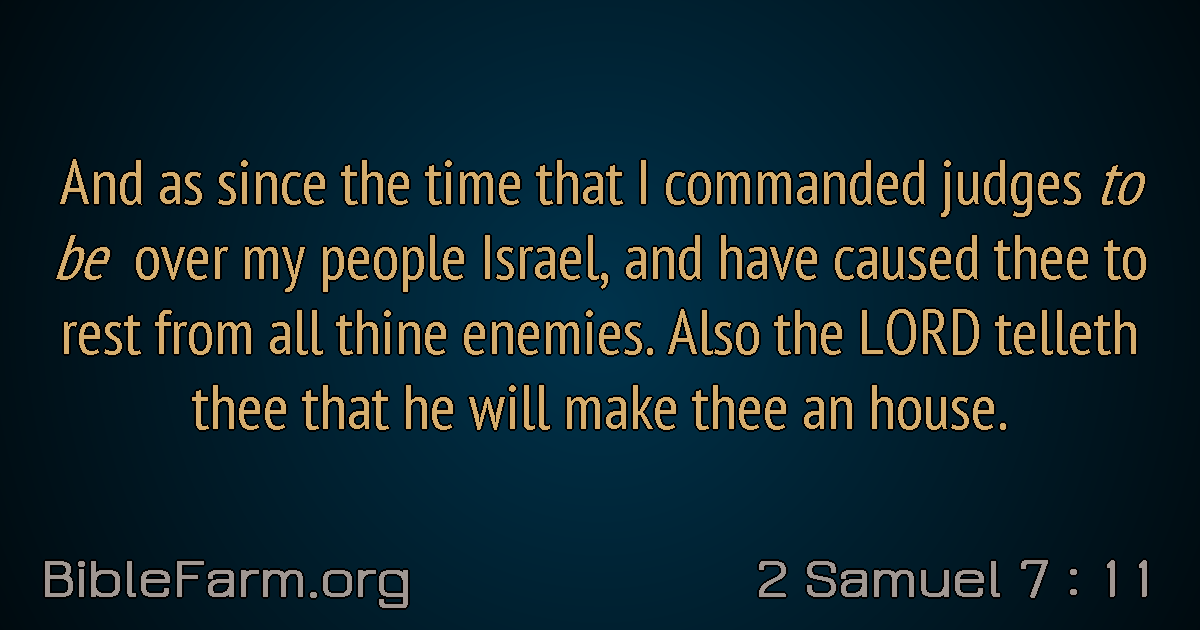 And as since the time that I commanded judges to
be over my people Israel, and have caused thee to
rest from all thine enemies. Also the LORD telleth
thee that he will make thee an house.
BibleFarm.org
2 Samuel 7 : 11